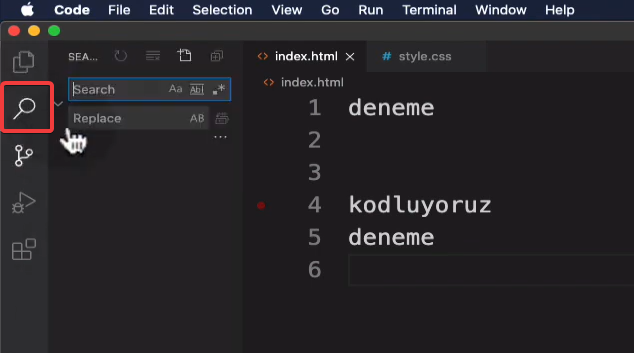 Code File Edit Selection View Go Run Terminal Window Help
SEA...
index.html
# style.css
Search Aa Abl .*
index.html
Replace AB
...
1 deneme
2
3
4 kodluyoruz
5 deneme
6